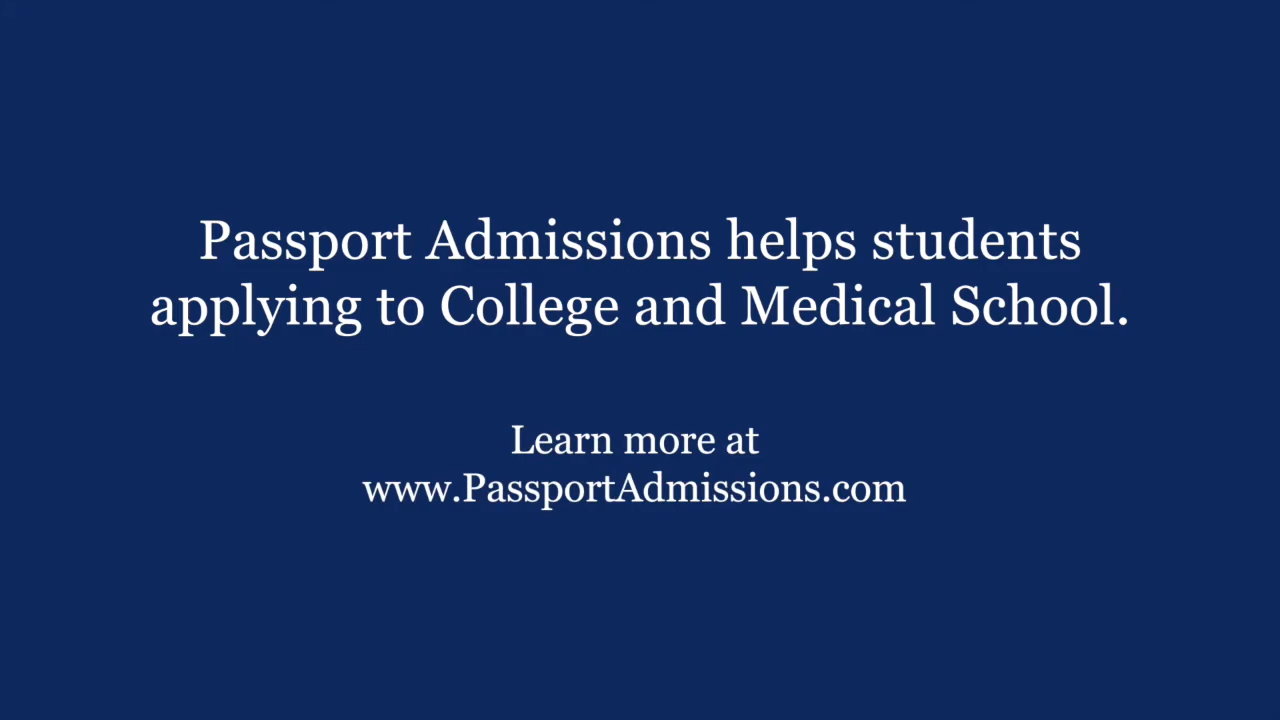 Passport Admissions helps students
applying to College and Medical School.
Learn more at
www.PassportAdmissions.com